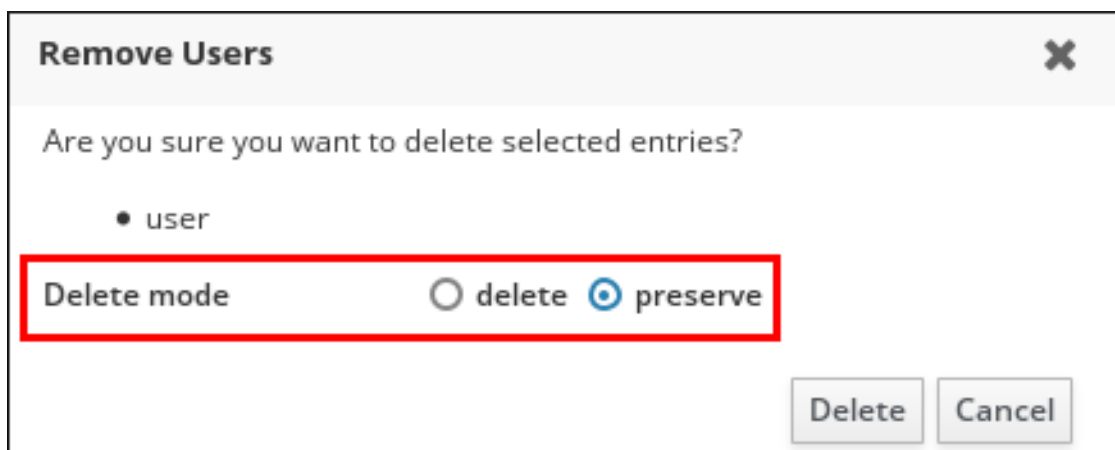 Remove Users
Are you sure you want to delete selected entries?
• user
Delete mode delete preserve
Delete Cancel